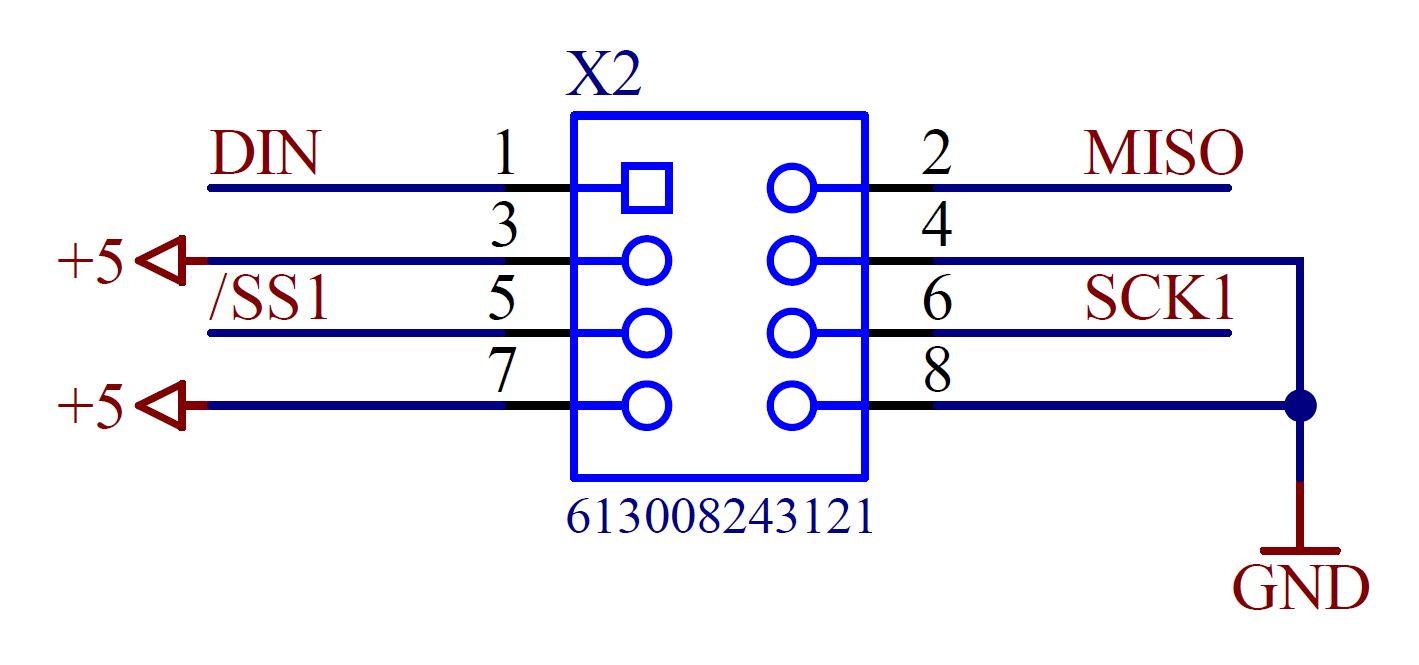 X2
DIN 1 2 MISO
3 4
+5
/SS1 5 6 SCK1
7 8
+5
613008243121
GND